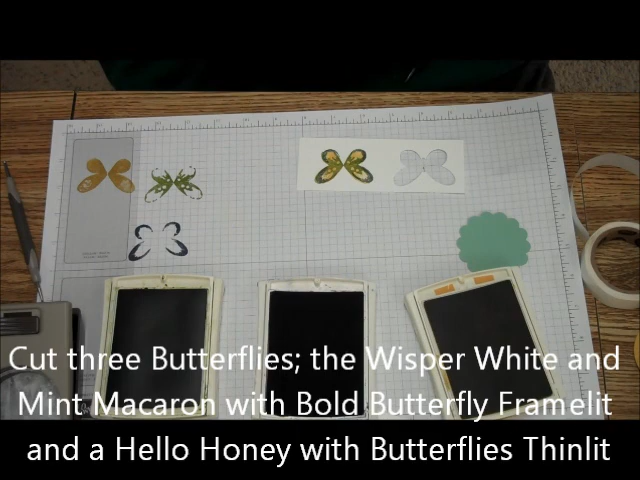 Cut three Butterflies; the Wisper White and
Mint Macaron with Bold Butterfly Framelit
and a Hello Honey with Butterflies Thinlit